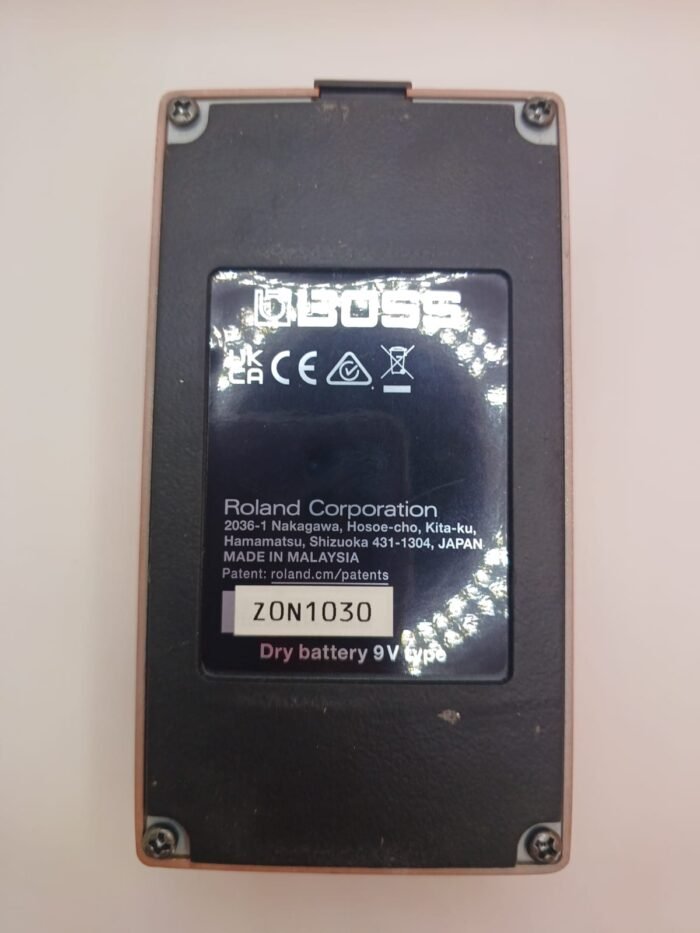 BOSS
UK
CA CE
Roland Corporation
2036-1 Nakagawa, Hosoe-cho, Kita-ku,
Hamamatsu, Shizuoka 431-1304, JAPAN
MADE IN MALAYSIA
Patent: roland.cm/patents
Z0N1030
Dry battery 9V type